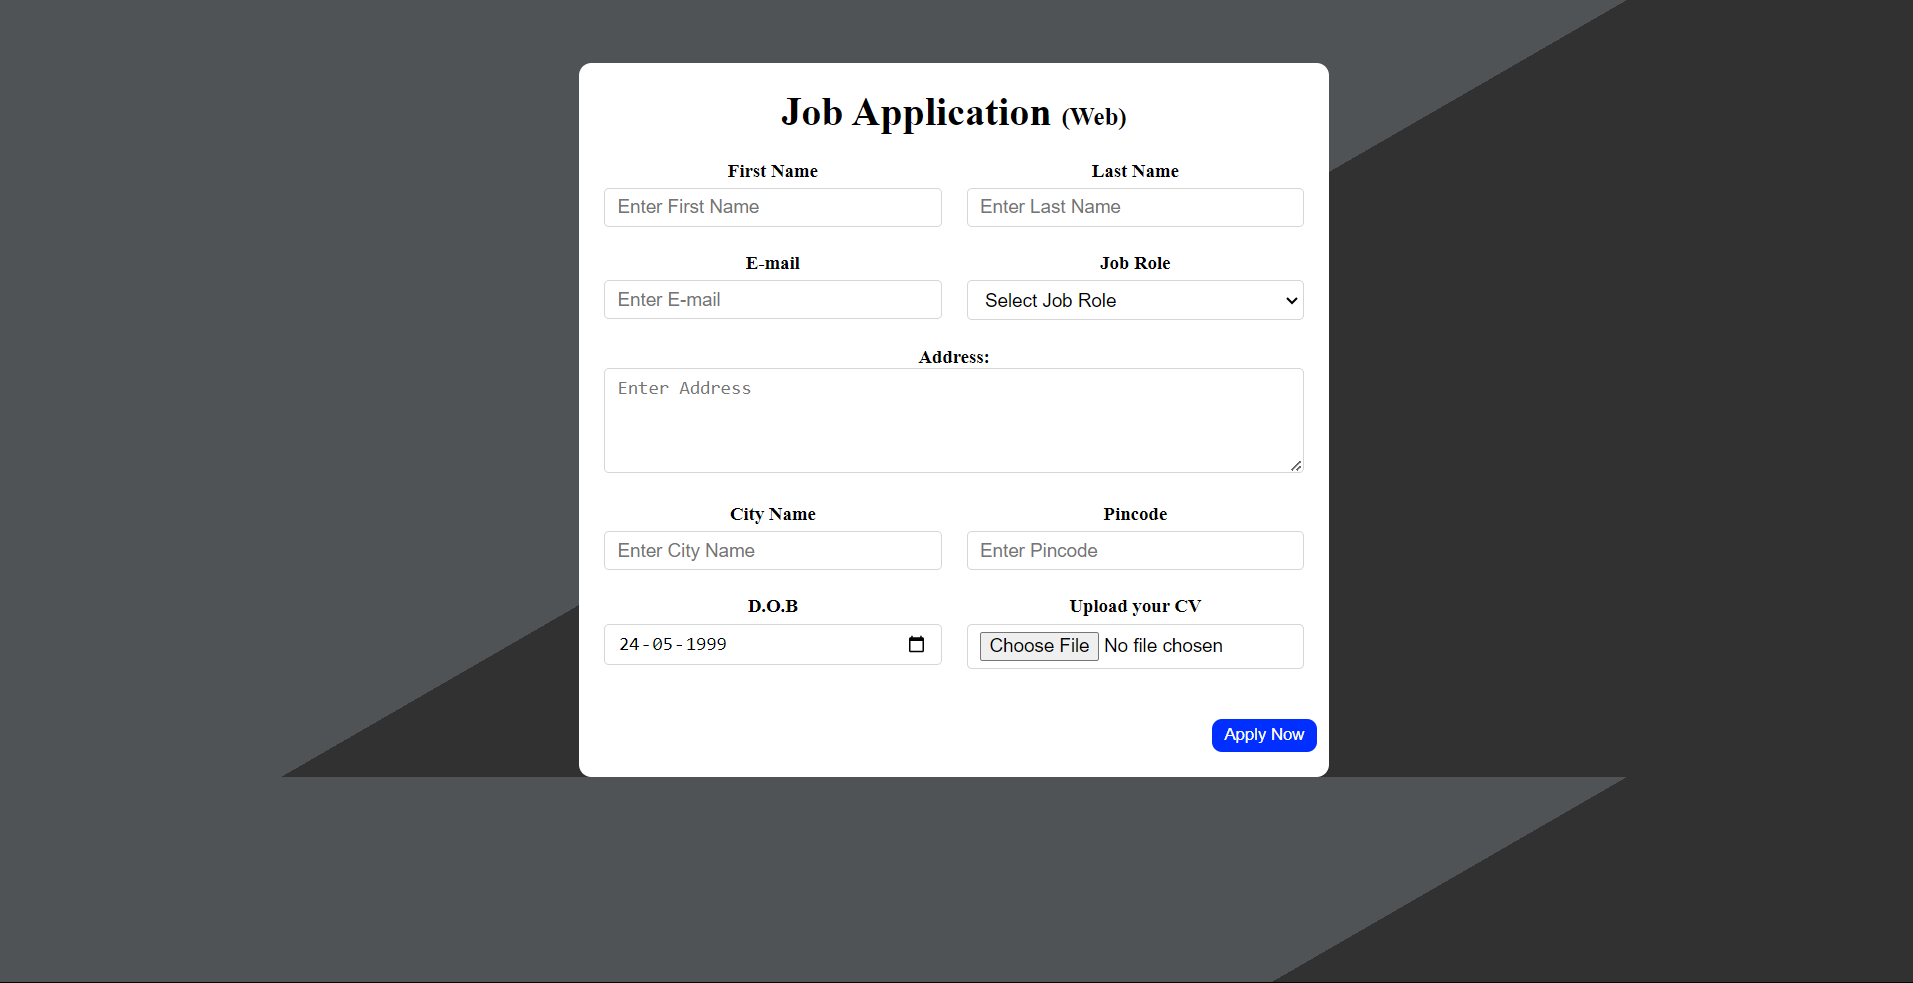 Job Application (Web)
First Name Last Name
Enter First Name Enter Last Name
E-mail Job Role
Enter E-mail Select Job Role
Address:
Enter Address
City Name Pincode
Enter City Name Enter Pincode
D.O.B Upload your CV
24-05-1999 Choose File No file chosen
Apply Now